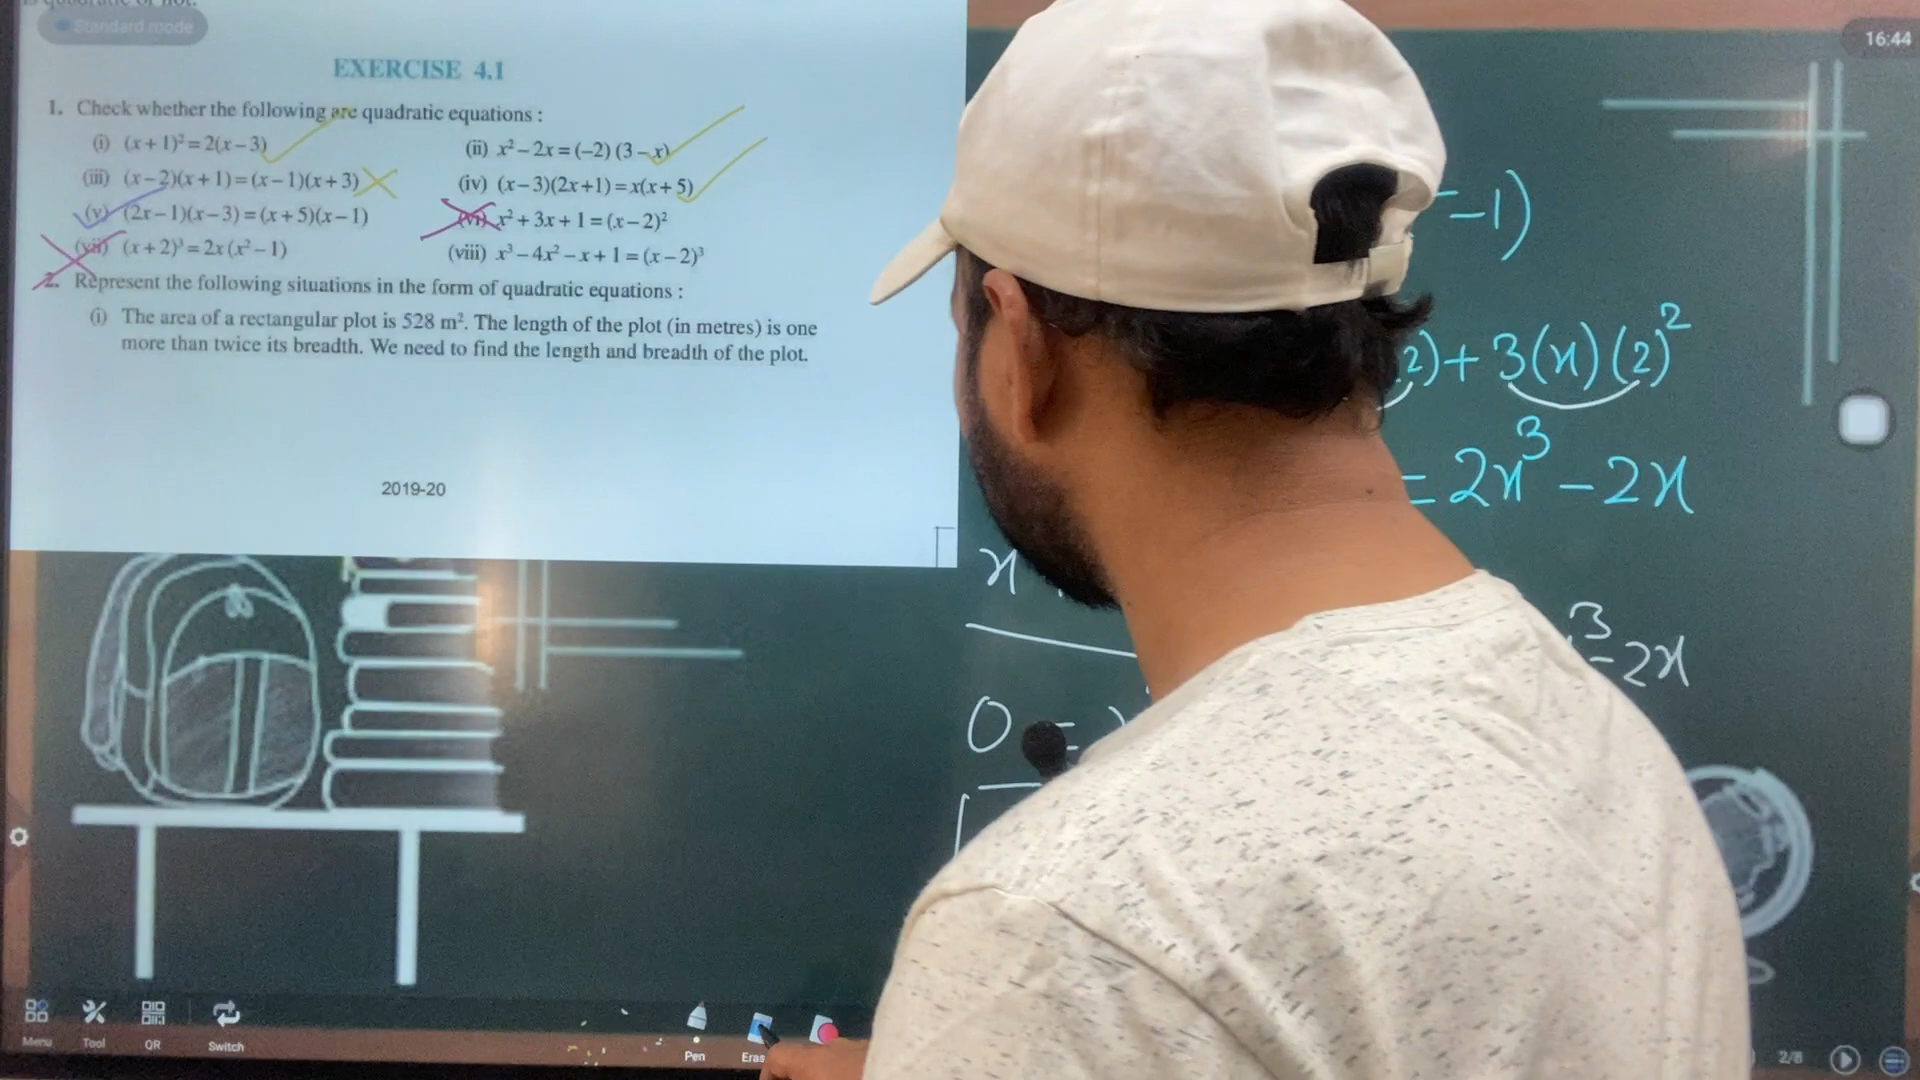 Standard mode
16:44
EXERCISE 4.1
1. Check whether the following are quadratic equations :
(i) (x + 1)² = 2(x – 3)
(ii) x² – 2x = (–2) (3 – x)
(iii) (x – 2)(x + 1) = (x – 1)(x + 3)
(iv) (x – 3)(2x + 1) = x(x + 5)
(v) (2x – 1)(x – 3) = (x + 5)(x – 1)
(vi) x² + 3x + 1 = (x – 2)²
(vii) (x + 2)³ = 2x (x² – 1)
(viii) x³ – 4x² – x + 1 = (x – 2)³
2. Represent the following situations in the form of quadratic equations :
(i) The area of a rectangular plot is 528 m². The length of the plot (in metres) is one
more than twice its breadth. We need to find the length and breadth of the plot.
2019-20
–1)
2) + 3(x)(2)²
= 2x³ – 2x
x
3
– 2x
0 =
Menu
Tool
QR
Switch
Pen
Eras
2/8